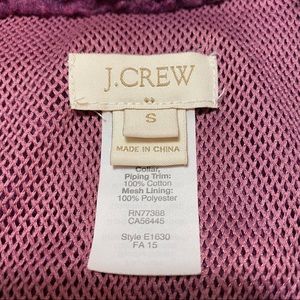 J.CREW
S
MADE IN CHINA
Collar,
Piping Trim:
100% Cotton
Mesh Lining:
100% Polyester
RN77388
CA56445
Style E1630
FA 15